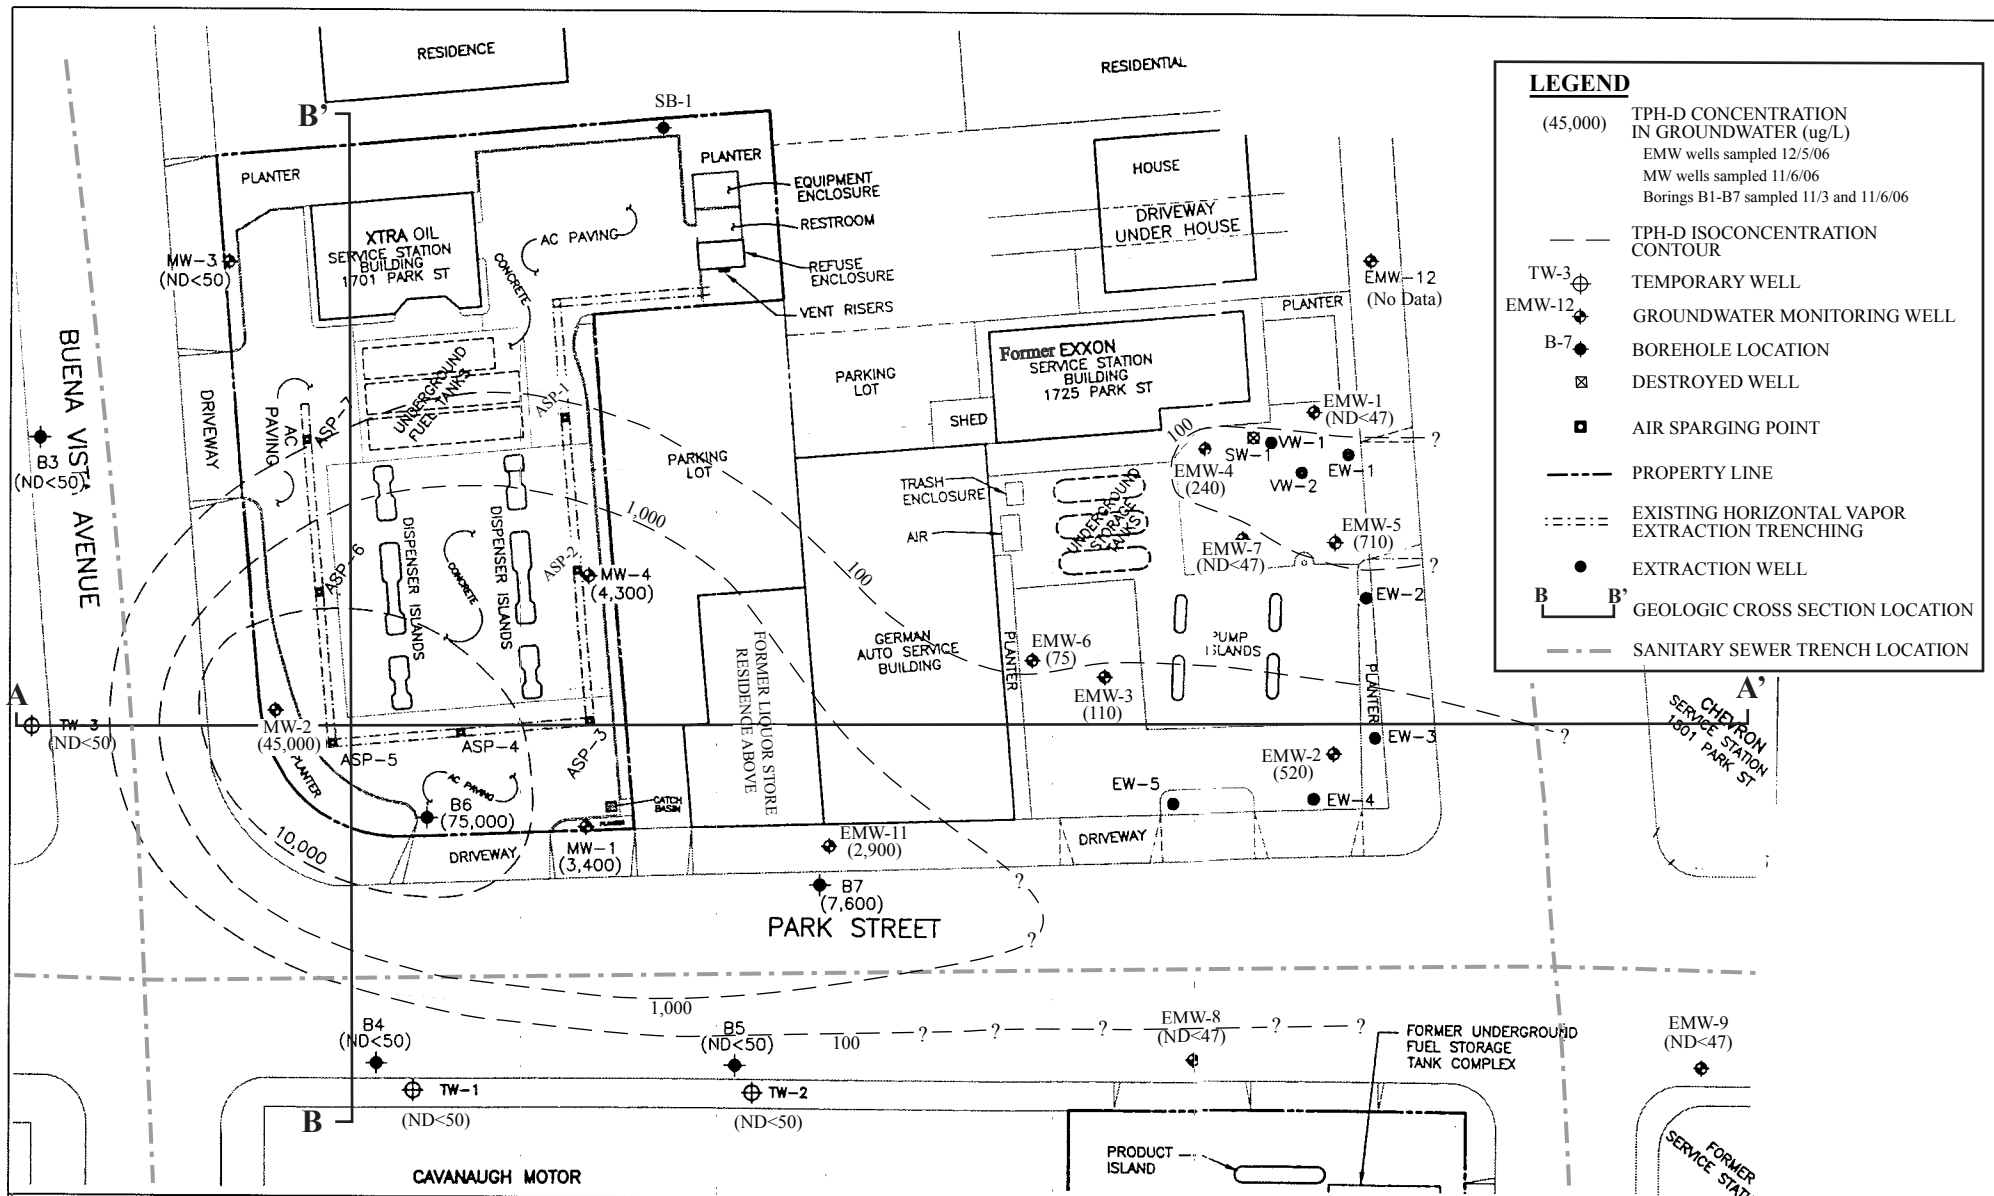 RESIDENCE
RESIDENTIAL
B'
SB-1
PLANTER
PLANTER
EQUIPMENT
ENCLOSURE
RESTROOM
REFUSE
ENCLOSURE
VENT RISERS
AC PAVING
CONCRETE
XTRA OIL
SERVICE STATION
BUILDING
1701 PARK ST
MW-3
(ND<50)
HOUSE
DRIVEWAY
UNDER HOUSE
EMW-12
(No Data)
PLANTER
Former EXXON
SERVICE STATION
BUILDING
1725 PARK ST
PARKING
LOT
SHED
BUENA VISTA AVENUE
DRIVEWAY
AC
PAVING
UNDERGROUND
FUEL TANKS
ASP-1
ASP-7
B3
(ND<50)
PARKING
LOT
TRASH
ENCLOSURE
AIR
UNDERGROUND
STORAGE
TANKS
100
EMW-1
(ND<47)
?
SW-1
VW-1
EW-1
VW-2
EMW-4
(240)
EMW-5
(710)
EMW-7
(ND<47)
?
EW-2
1,000
100
DISPENSER ISLANDS
DISPENSER ISLANDS
CONCRETE
ASP-6
ASP-2
MW-4
(4,300)
FORMER LIQUOR STORE
RESIDENCE ABOVE
GERMAN
AUTO SERVICE
BUILDING
PLANTER
EMW-6
(75)
EMW-3
(110)
PUMP
ISLANDS
PLANTER
A
A'
TW-3
(ND<50)
MW-2
(45,000)
ASP-5
ASP-4
ASP-3
PLANTER
AC PAVING
B6
(75,000)
CATCH
BASIN
PLANTER
10,000
DRIVEWAY
MW-1
(3,400)
EMW-11
(2,900)
B7
(7,600)
EW-5
EMW-2
(520)
EW-3
EW-4
DRIVEWAY
?
CHEVRON
SERVICE STATION
1801 PARK ST
?
?
PARK STREET
1,000
B4
(ND<50)
B5
(ND<50)
100
?
?
?
EMW-8
(ND<47)
?
?
EMW-9
(ND<47)
TW-1
(ND<50)
TW-2
(ND<50)
B
CAVANAUGH MOTOR
FORMER UNDERGROUND
FUEL STORAGE
TANK COMPLEX
PRODUCT
ISLAND
FORMER
LEGEND
(45,000)
TPH-D CONCENTRATION
IN GROUNDWATER (ug/L)
EMW wells sampled 12/5/06
MW wells sampled 11/6/06
Borings B1-B7 sampled 11/3 and 11/6/06
TPH-D ISOCONCENTRATION
CONTOUR
TW-3 TEMPORARY WELL
EMW-12 GROUNDWATER MONITORING WELL
B-7 BOREHOLE LOCATION
DESTROYED WELL
AIR SPARGING POINT
PROPERTY LINE
EXISTING HORIZONTAL VAPOR
EXTRACTION TRENCHING
EXTRACTION WELL
B B' GEOLOGIC CROSS SECTION LOCATION
SANITARY SEWER TRENCH LOCATION